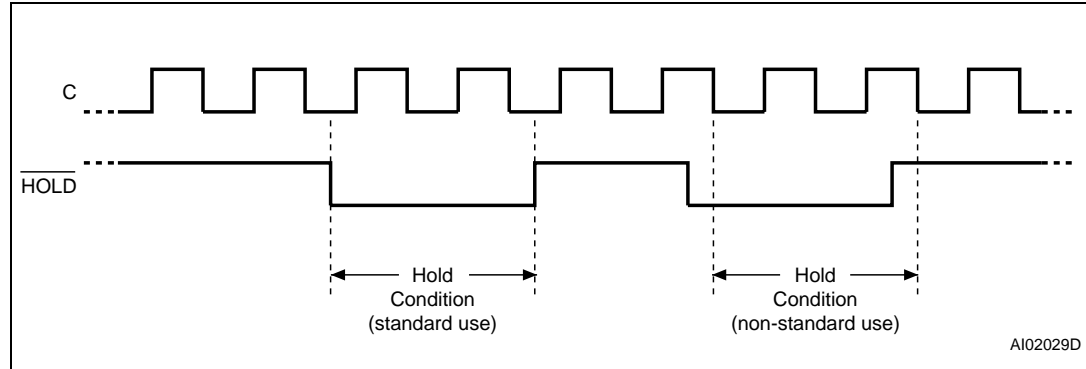 C
HOLD
Hold
Condition
(standard use)
Hold
Condition
(non-standard use)
AI02029D